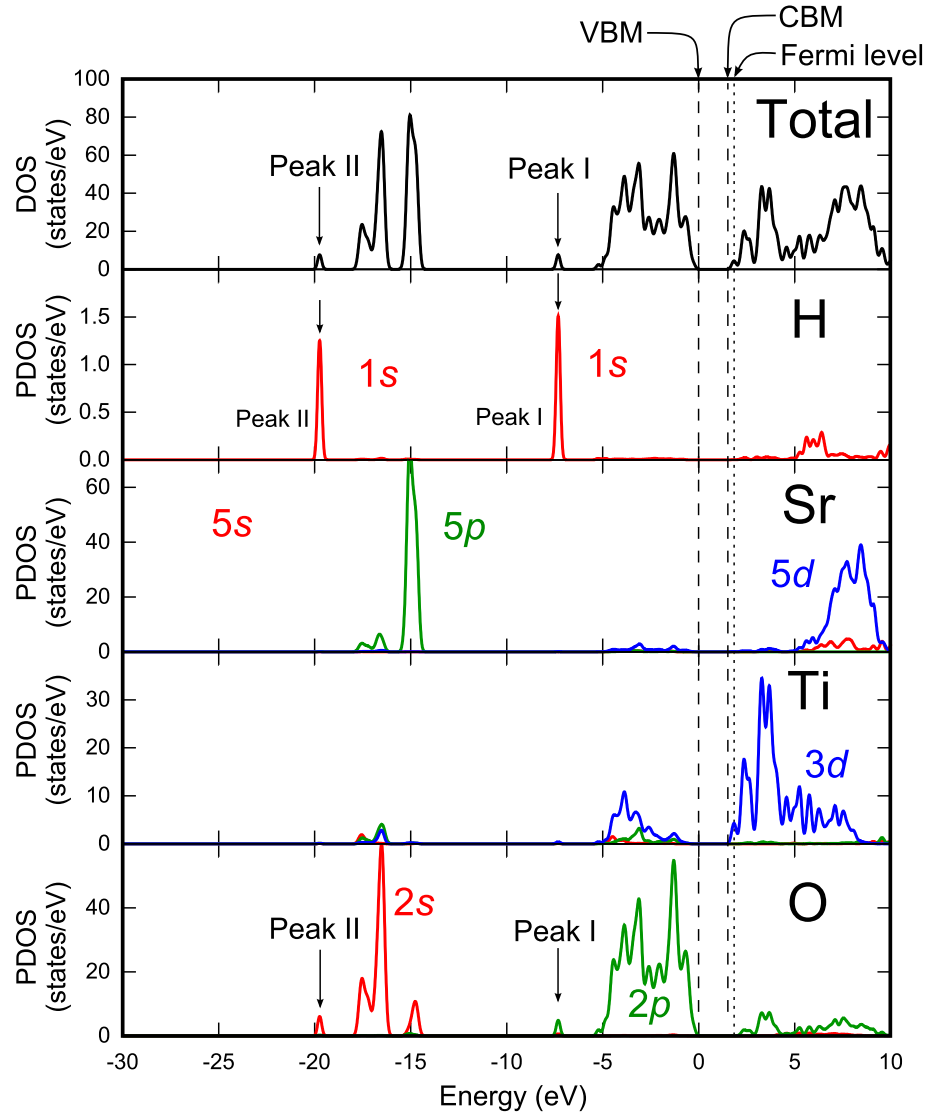 CBM
VBM
Fermi level
100
80
60
40
20
0
DOS
(states/eV)
Total
Peak II
Peak I
1.5
1.0
0.5
0.0
PDOS
(states/eV)
H
1s
1s
Peak II
Peak I
60
40
20
0
PDOS
(states/eV)
Sr
5s
5p
5d
30
20
10
0
PDOS
(states/eV)
Ti
3d
40
20
0
PDOS
(states/eV)
O
2s
Peak II
Peak I
2p
-30 -25 -20 -15 -10 -5 0 5 10
Energy (eV)